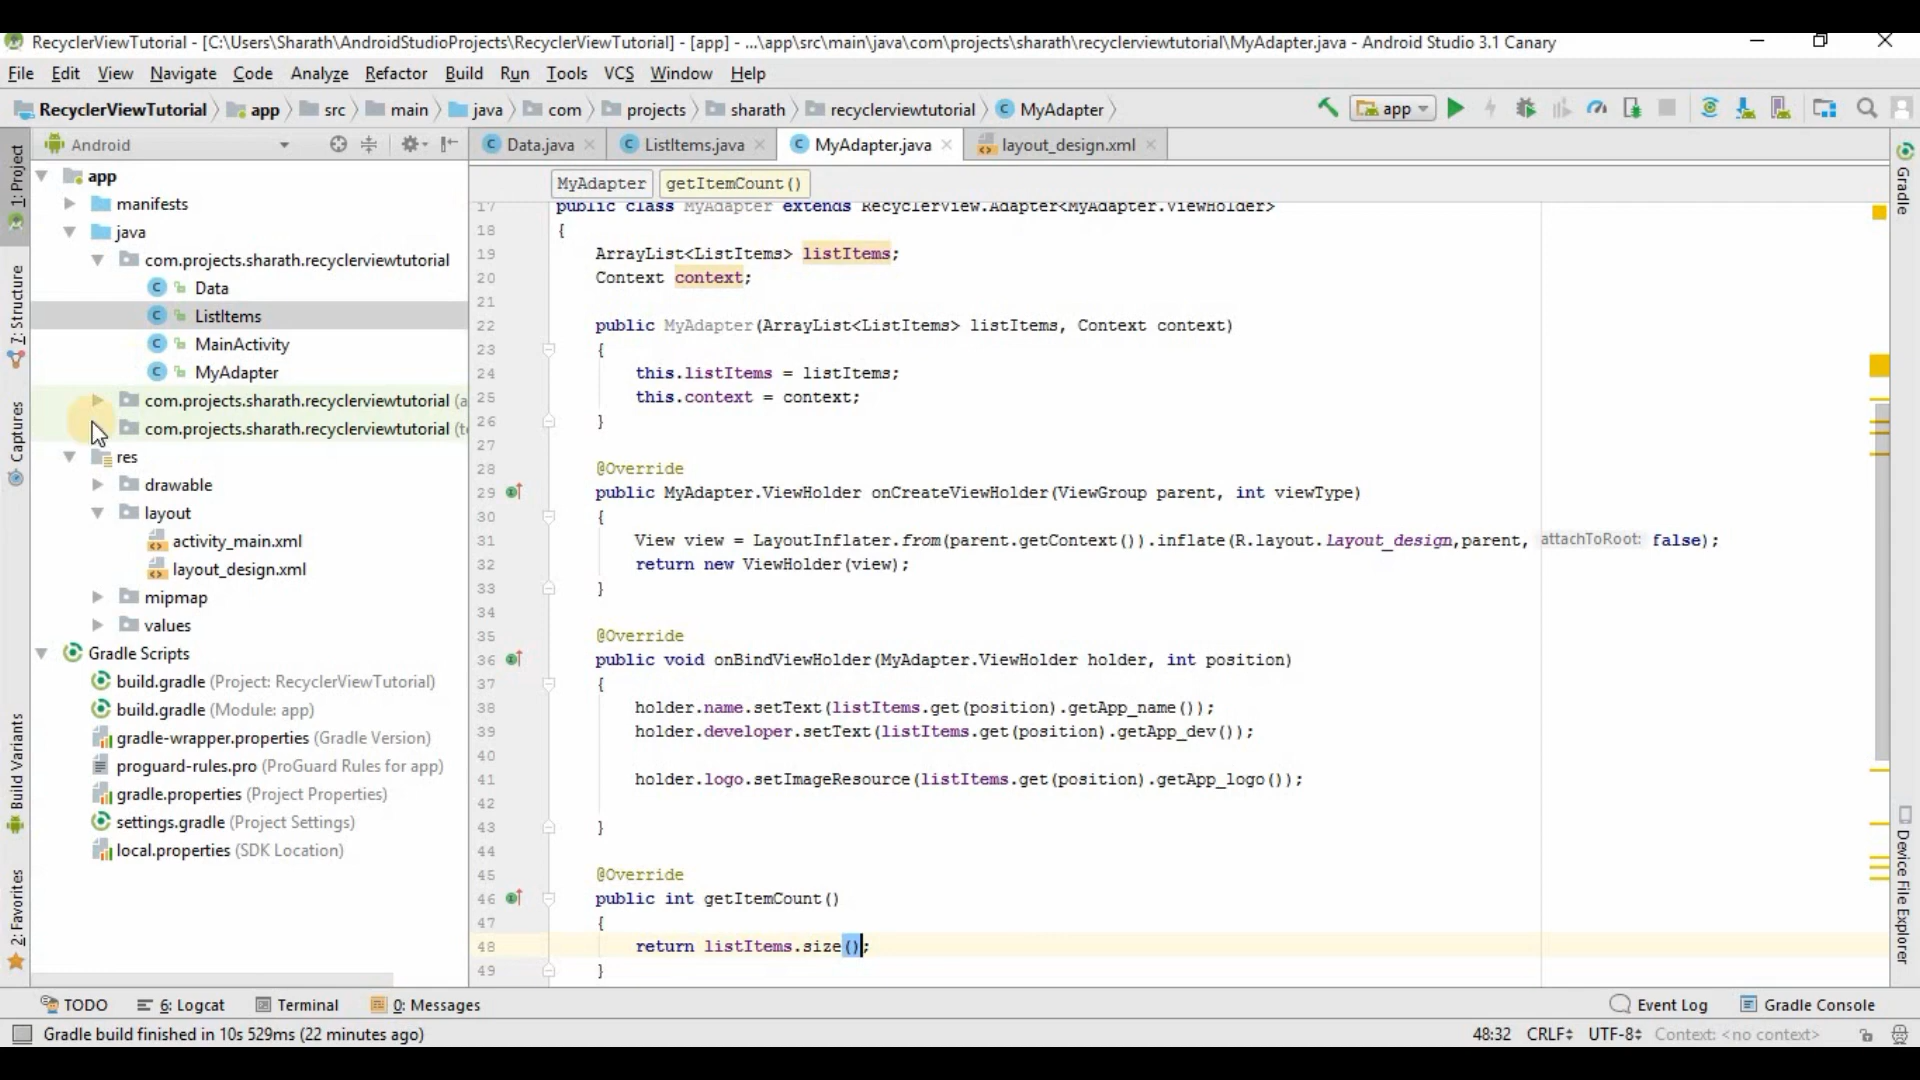 RecyclerViewTutorial - [C:\Users\Sharath\AndroidStudioProjects\RecyclerViewTutorial] - [app] - ...\app\src\main\java\com\projects\sharath\recyclerviewtutorial\MyAdapter.java - Android Studio 3.1 Canary
File Edit View Navigate Code Analyze Refactor Build Run Tools VCS Window Help
RecyclerViewTutorial app src main java com projects sharath recyclerviewtutorial MyAdapter app
Android
Data.java ListItems.java MyAdapter.java layout_design.xml
MyAdapter getItemCount()
1: Project
7: Structure
Captures
Build Variants
2: Favorites
app
manifests
java
com.projects.sharath.recyclerviewtutorial
Data
ListItems
MainActivity
MyAdapter
com.projects.sharath.recyclerviewtutorial (a
com.projects.sharath.recyclerviewtutorial (te
res
drawable
layout
activity_main.xml
layout_design.xml
mipmap
values
Gradle Scripts
build.gradle (Project: RecyclerViewTutorial)
build.gradle (Module: app)
gradle-wrapper.properties (Gradle Version)
proguard-rules.pro (ProGuard Rules for app)
gradle.properties (Project Properties)
settings.gradle (Project Settings)
local.properties (SDK Location)
17 public class MyAdapter extends RecyclerView.Adapter<MyAdapter.ViewHolder>
18 {
19 ArrayList<ListItems> listItems;
20 Context context;
21
22 public MyAdapter(ArrayList<ListItems> listItems, Context context)
23 {
24 this.listItems = listItems;
25 this.context = context;
26 }
27
28 @Override
29 public MyAdapter.ViewHolder onCreateViewHolder(ViewGroup parent, int viewType)
30 {
31 View view = LayoutInflater.from(parent.getContext()).inflate(R.layout.layout_design,parent, attachToRoot: false);
32 return new ViewHolder(view);
33 }
34
35 @Override
36 public void onBindViewHolder(MyAdapter.ViewHolder holder, int position)
37 {
38 holder.name.setText(listItems.get(position).getApp_name());
39 holder.developer.setText(listItems.get(position).getApp_dev());
40
41 holder.logo.setImageResource(listItems.get(position).getApp_logo());
42
43 }
44
45 @Override
46 public int getItemCount()
47 {
48 return listItems.size();
49 }
Gradle
Device File Explorer
TODO 6: Logcat Terminal 0: Messages Event Log Gradle Console
Gradle build finished in 10s 529ms (22 minutes ago) 48:32 CRLF UTF-8 Context: <no context>